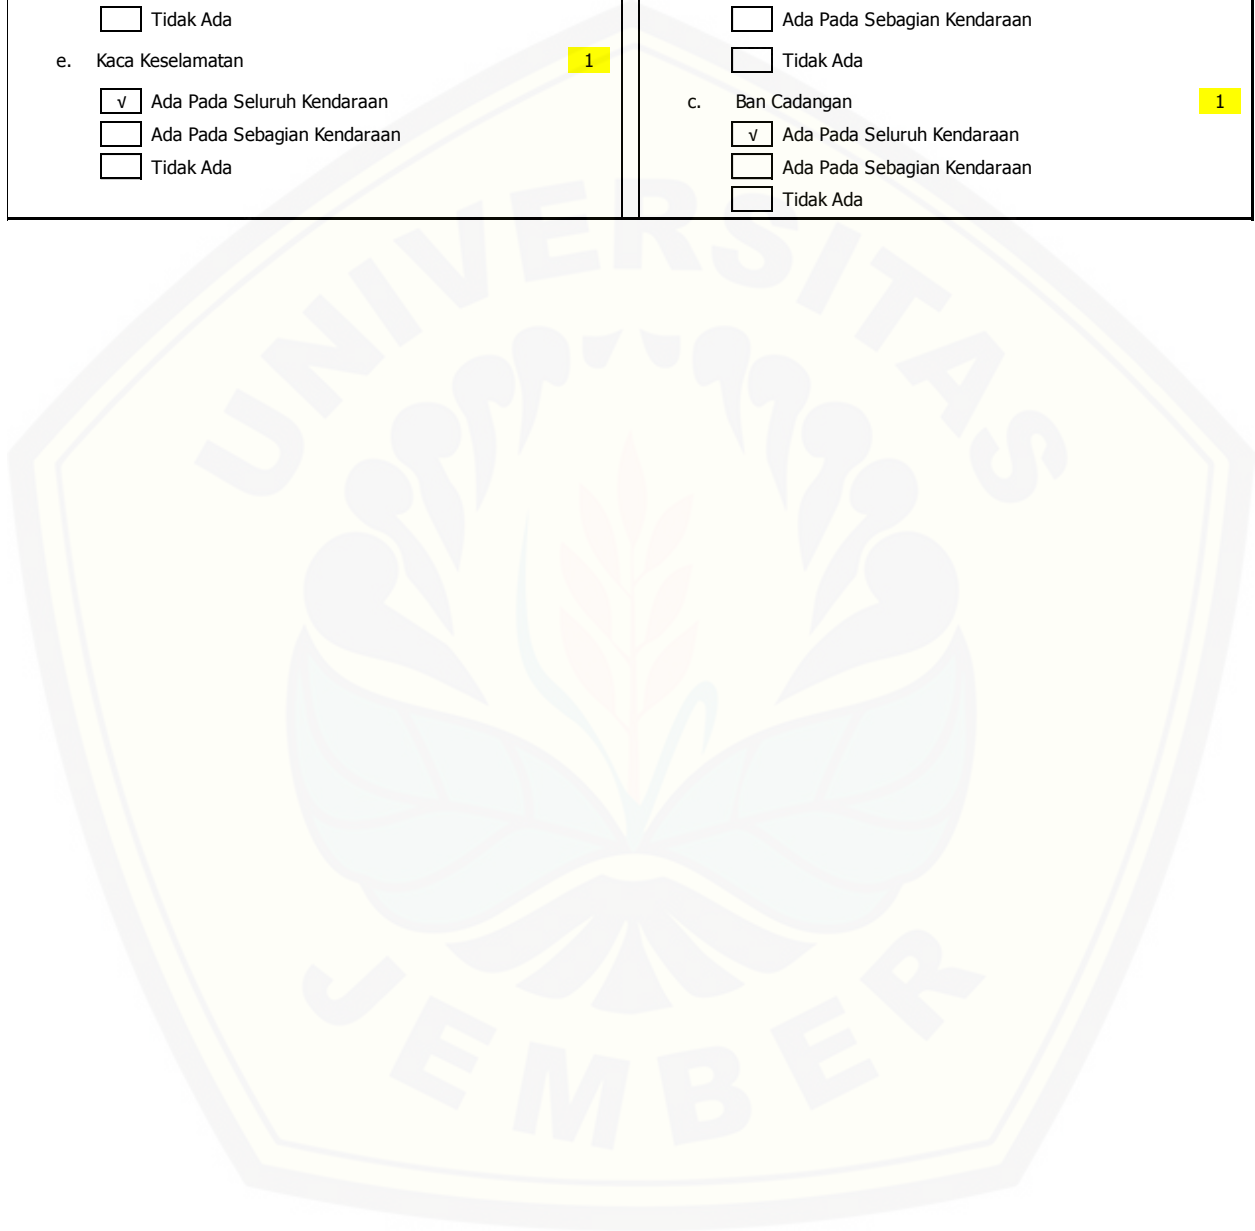 Tidak Ada
e. Kaca Keselamatan 1
√ Ada Pada Seluruh Kendaraan
Ada Pada Sebagian Kendaraan
Tidak Ada
Ada Pada Sebagian Kendaraan
Tidak Ada
c. Ban Cadangan 1
√ Ada Pada Seluruh Kendaraan
Ada Pada Sebagian Kendaraan
Tidak Ada
UNIVERSITAS
JEMBER